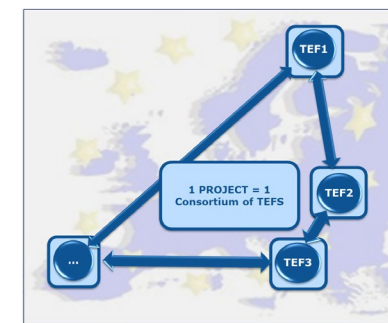 TEF1
1 PROJECT = 1
Consortium of TEFS
TEF2
...
TEF3